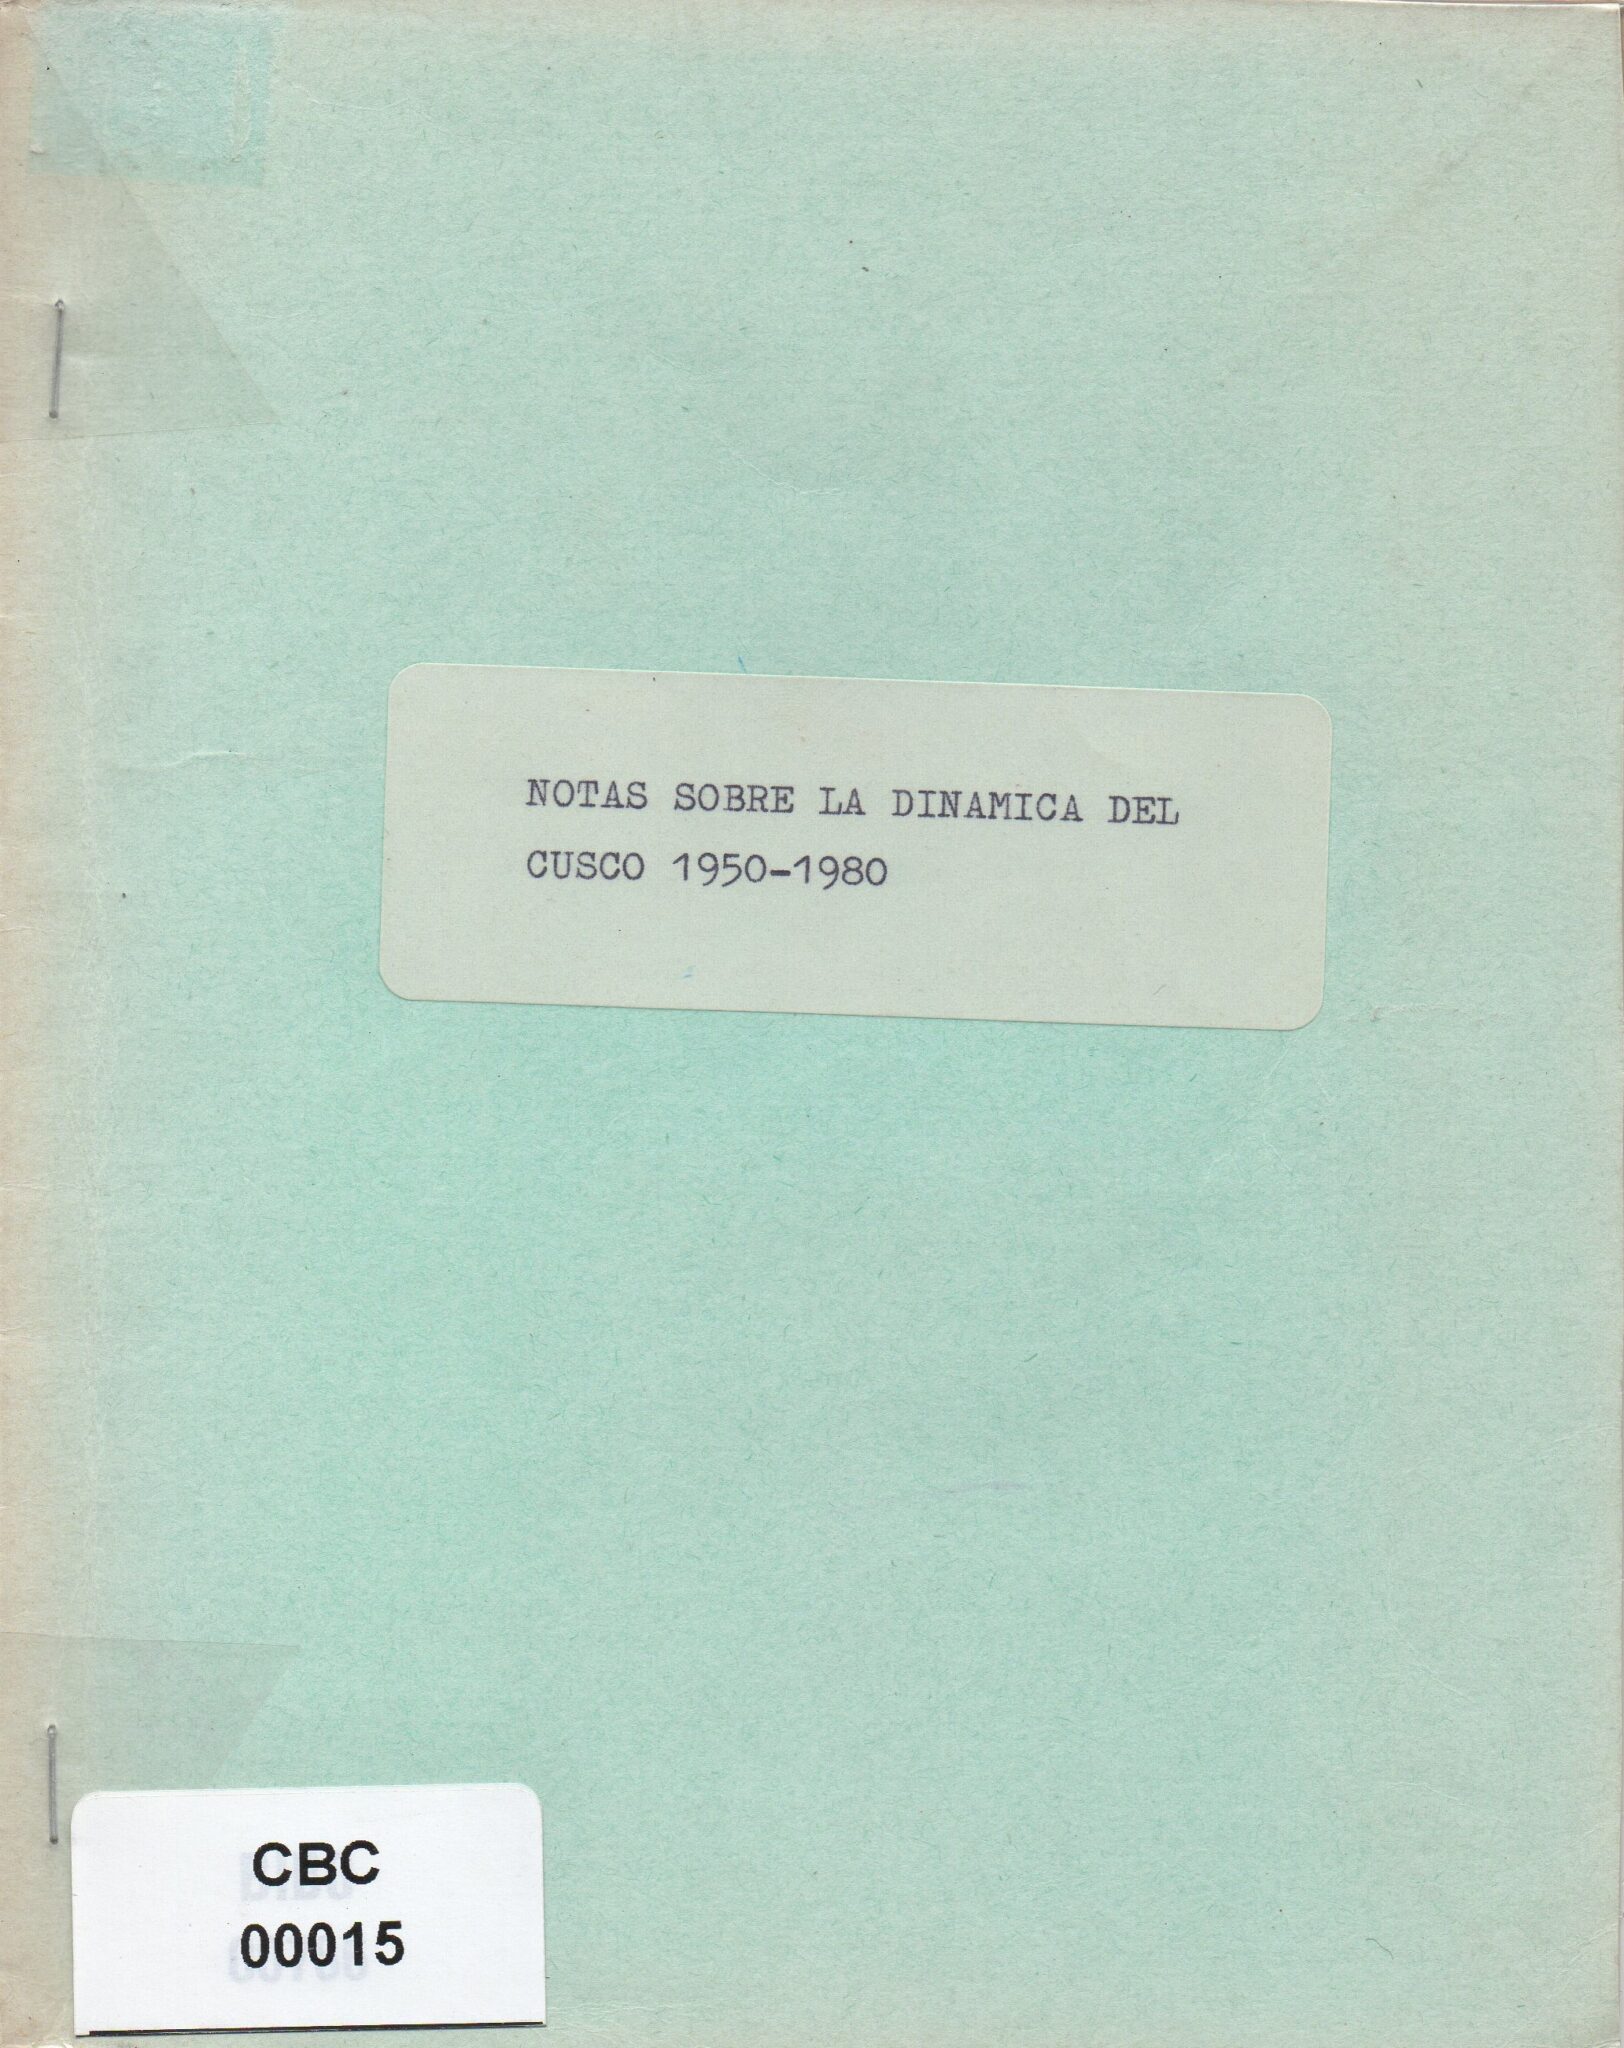 NOTAS SOBRE LA DINAMICA DEL
CUSCO 1950-1980
CBC
00015